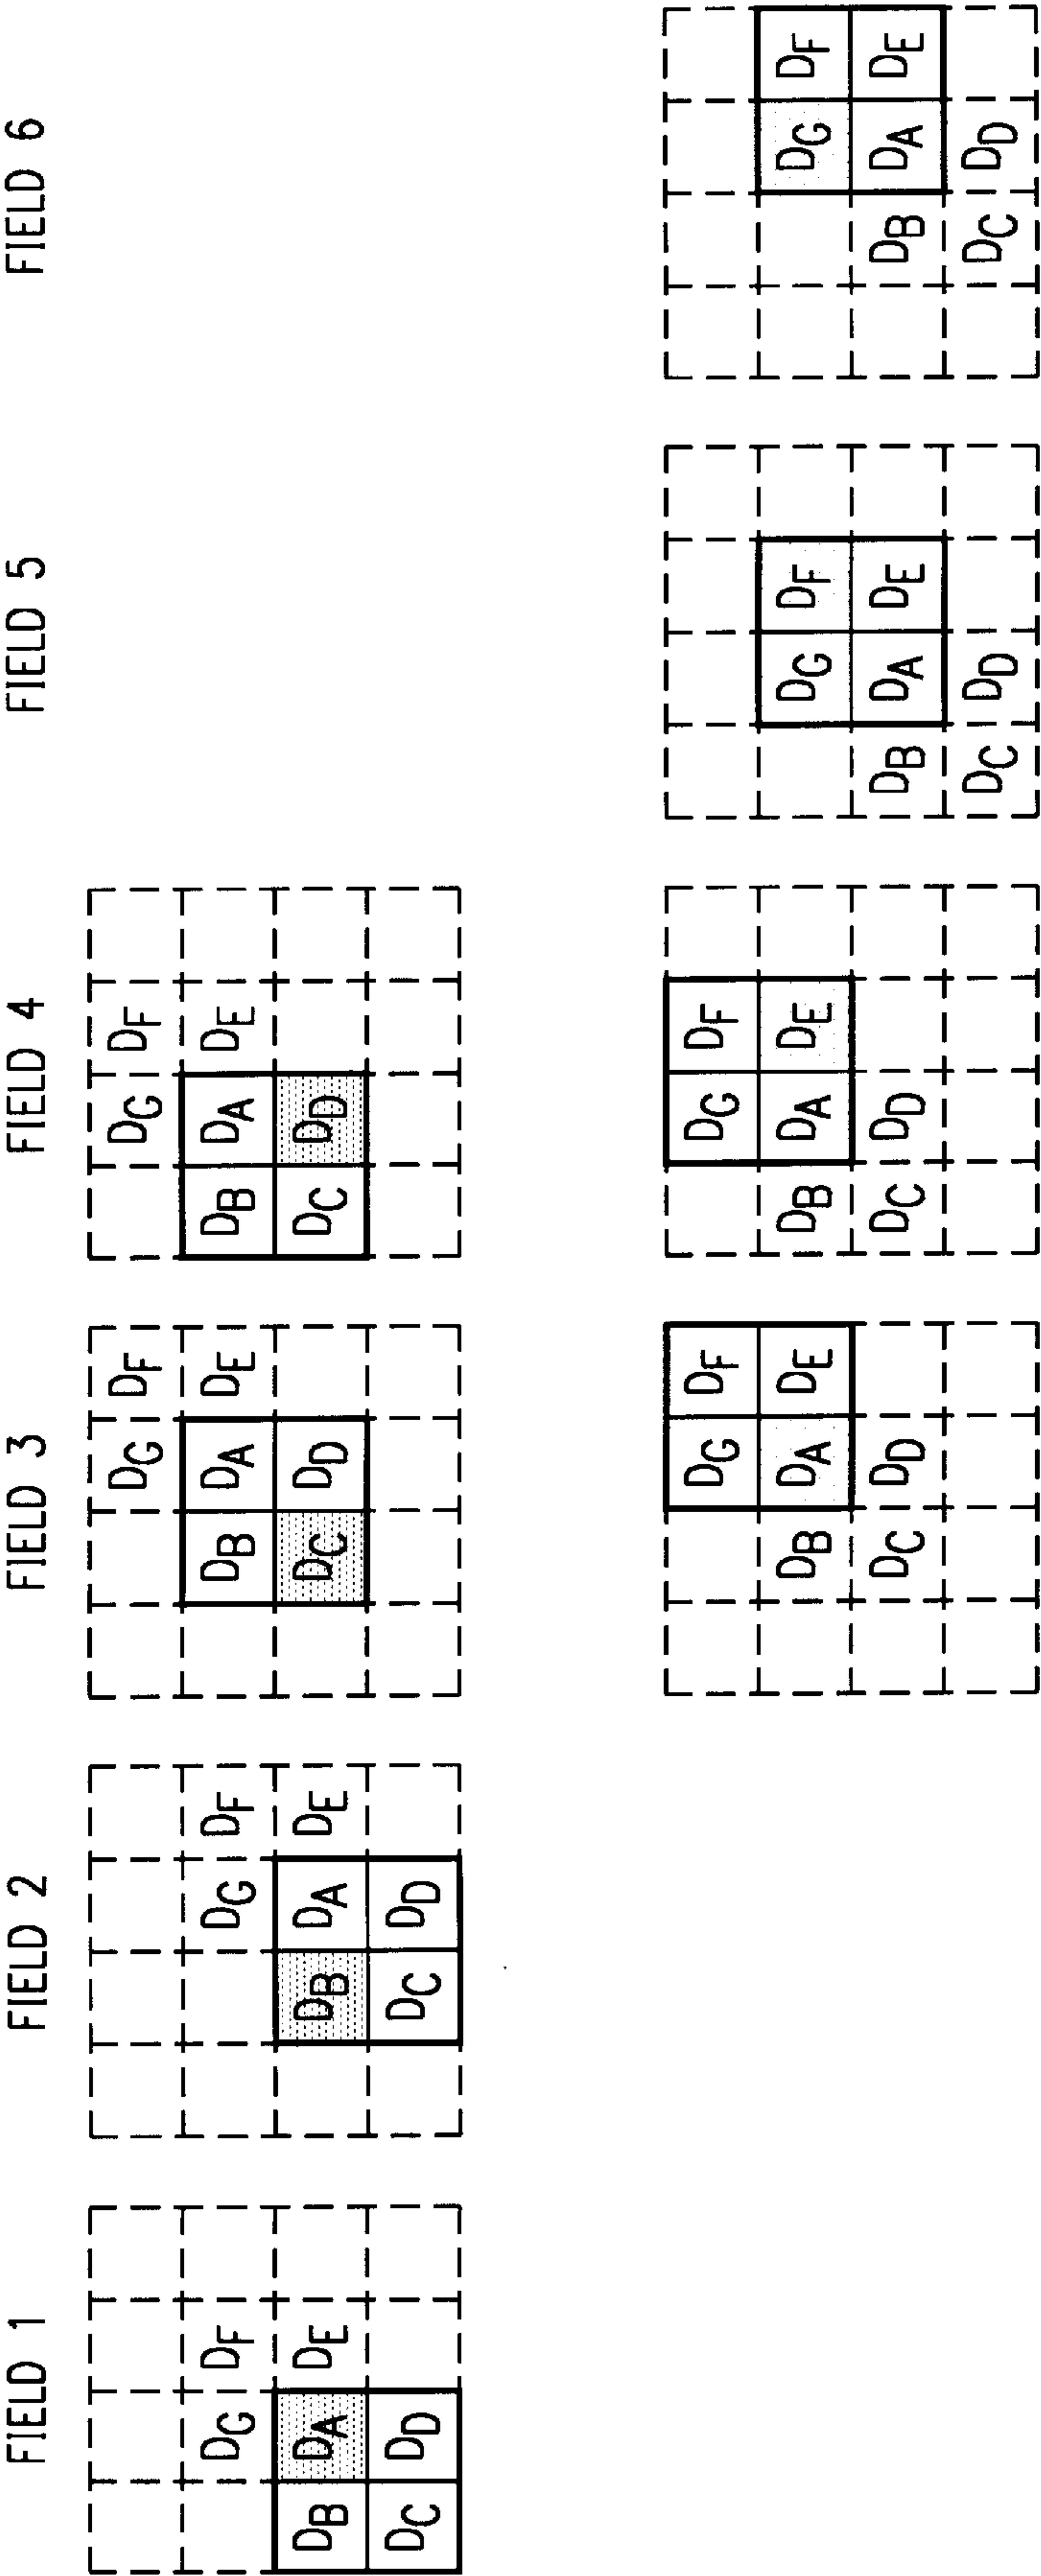 FIELD 1 FIELD 2 FIELD 3 FIELD 4 FIELD 5 FIELD 6
DG DF DG DF
DG DF DG DF DB DA DE DB DA DE
DB DA DE DB DA DE DC DD DC DD
DC DD DC DD
DG DF DG DF
DB DA DE DB DA DE DG DF DG DF
DC DD DC DD DB DA DE DB DA DE
DC DD DC DD